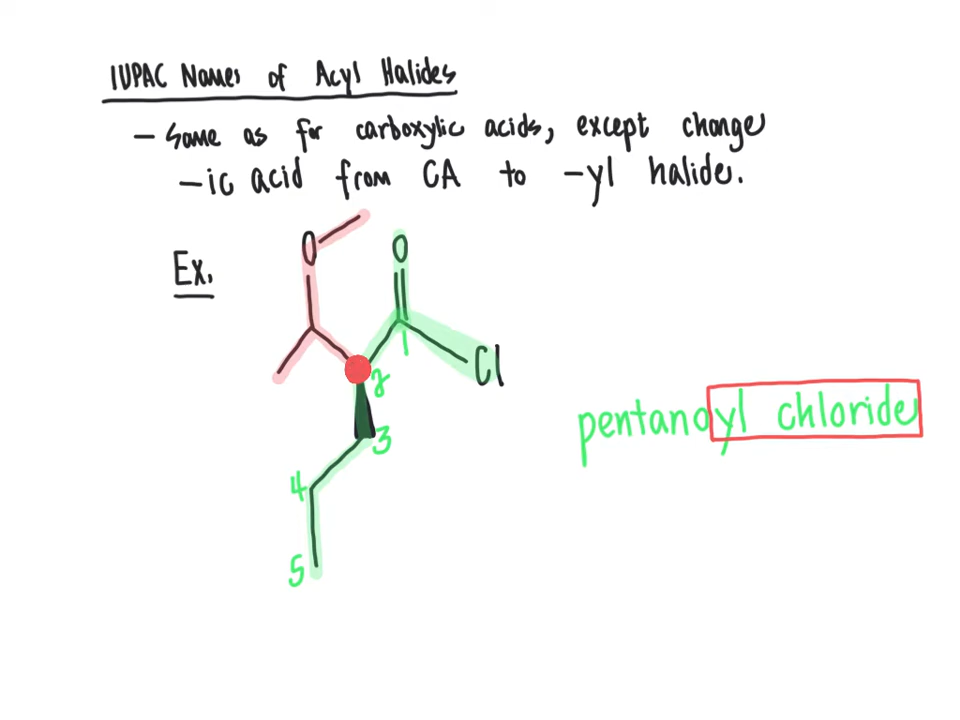 IUPAC Names of Acyl Halides
- Same as for carboxylic acids, except change
-ic acid from CA to -yl halide.
Ex.
O
O
1
Cl
2
3
4
5
pentanoyl chloride